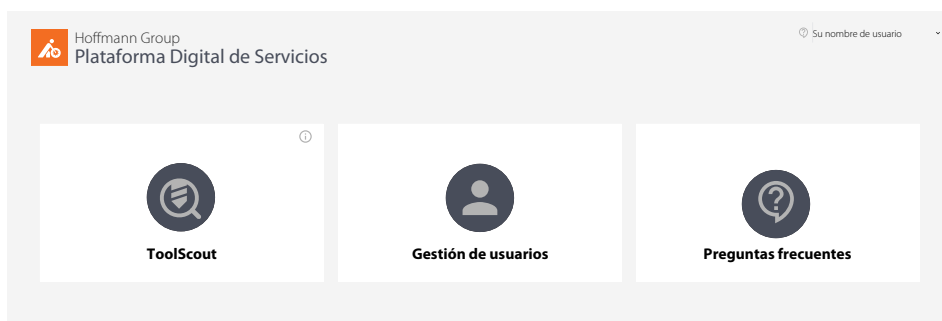 Hoffmann Group
Plataforma Digital de Servicios
Su nombre de usuario
ToolScout
Gestión de usuarios
Preguntas frecuentes